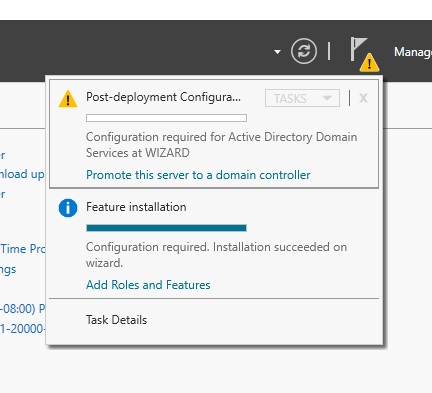 Manag
Post-deployment Configura...
TASKS
x
Configuration required for Active Directory Domain
Services at WIZARD
Promote this server to a domain controller
Feature installation
Configuration required. Installation succeeded on
wizard.
Add Roles and Features
Task Details
er
nload up
er
Time Pro
ngs
-08:00) P
1-20000-